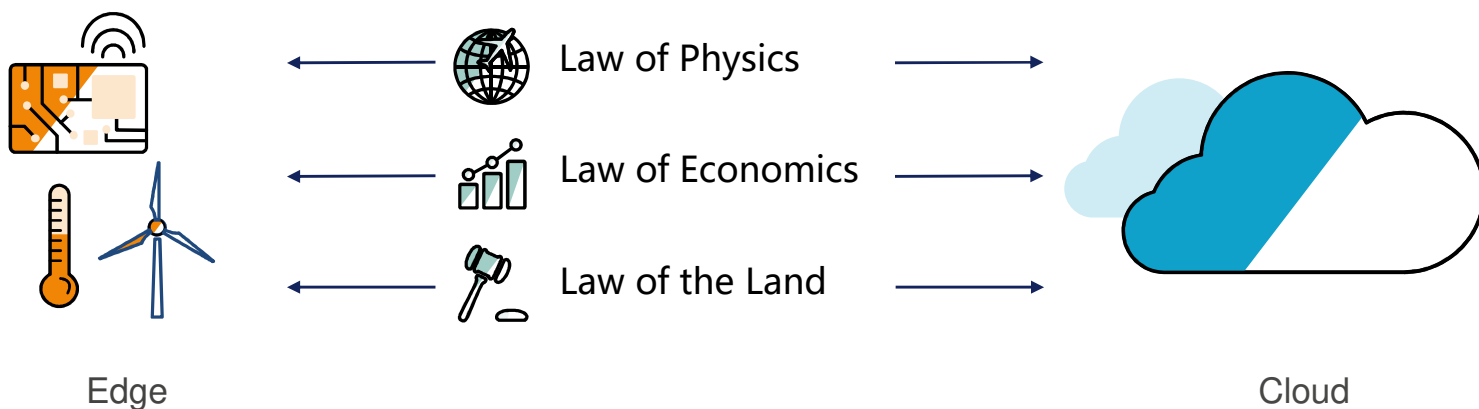 Law of Physics
Law of Economics
Law of the Land
Edge
Cloud